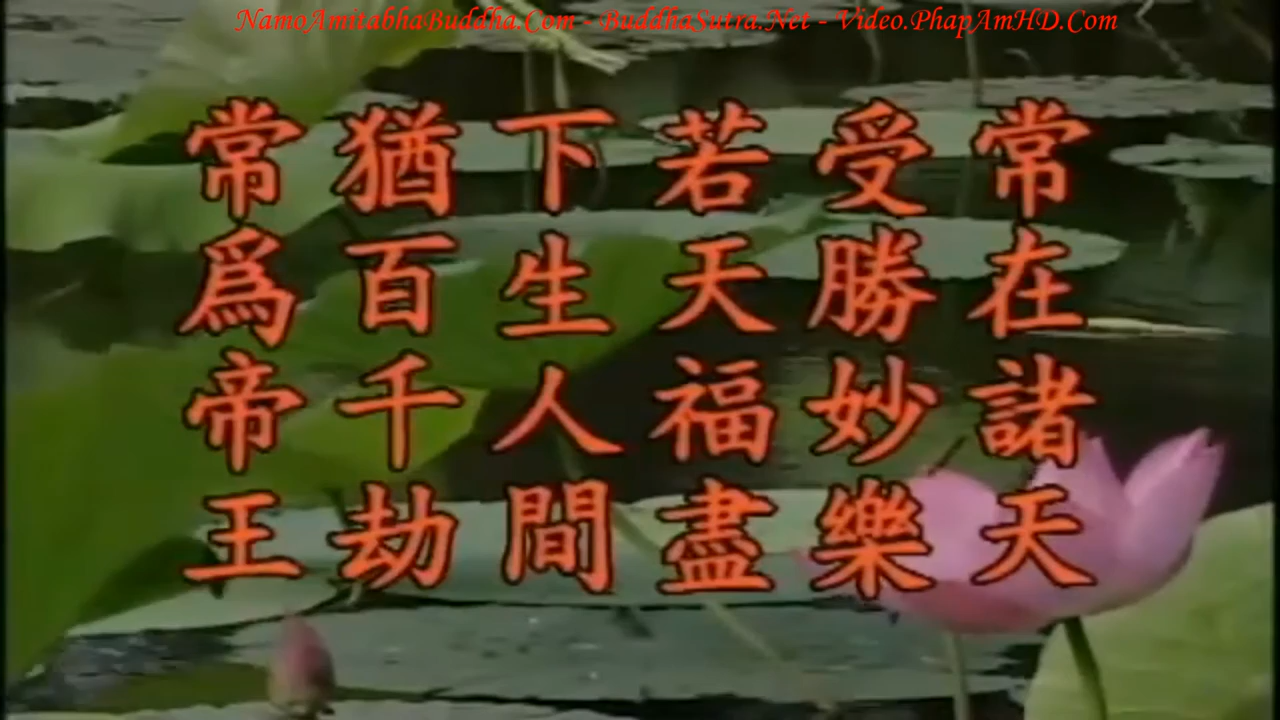 NamoAmitabhaBuddha.Com - BuddhaSutra.Net - Video.PhapAmHD.Com
常在諸天
受勝妙樂
若天福盡
下生人間
猶百千劫
常爲帝王